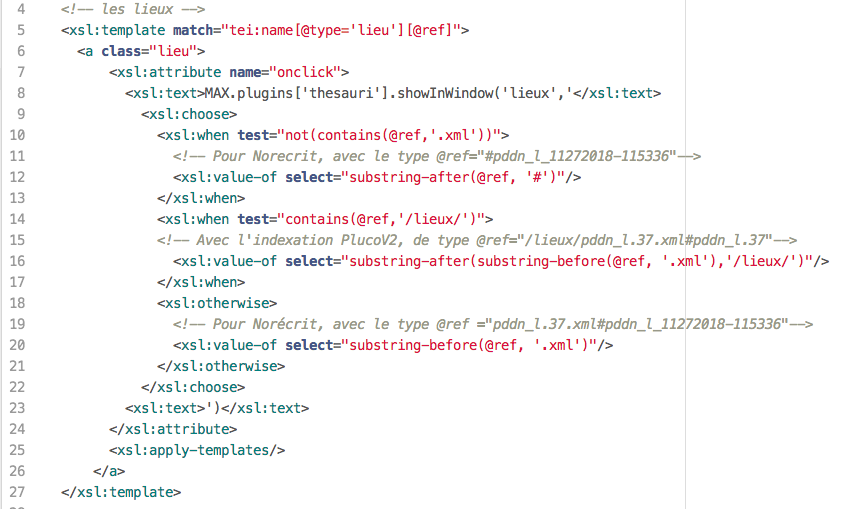 4 <!-- les lieux -->
5 <xsl:template match="tei:name[@type='lieu'][@ref]">
6 <a class="lieu">
7 <xsl:attribute name="onclick">
8 <xsl:text>MAX.plugins['thesauri'].showInWindow('lieux','</xsl:text>
9 <xsl:choose>
10 <xsl:when test="not(contains(@ref,'.xml'))">
11 <!-- Pour Norecrit, avec le type @ref="#pddn_l_11272018-115336"-->
12 <xsl:value-of select="substring-after(@ref, '#')"/>
13 </xsl:when>
14 <xsl:when test="contains(@ref,'/lieux/')">
15 <!-- Avec l'indexation PlucoV2, de type @ref="/lieux/pddn_l.37.xml#pddn_l.37"-->
16 <xsl:value-of select="substring-after(substring-before(@ref, '.xml'),'/lieux/')"/>
17 </xsl:when>
18 <xsl:otherwise>
19 <!-- Pour Norécrit, avec le type @ref ="pddn_l.37.xml#pddn_l_11272018-115336"-->
20 <xsl:value-of select="substring-before(@ref, '.xml')"/>
21 </xsl:otherwise>
22 </xsl:choose>
23 <xsl:text>')</xsl:text>
24 </xsl:attribute>
25 <xsl:apply-templates/>
26 </a>
27 </xsl:template>